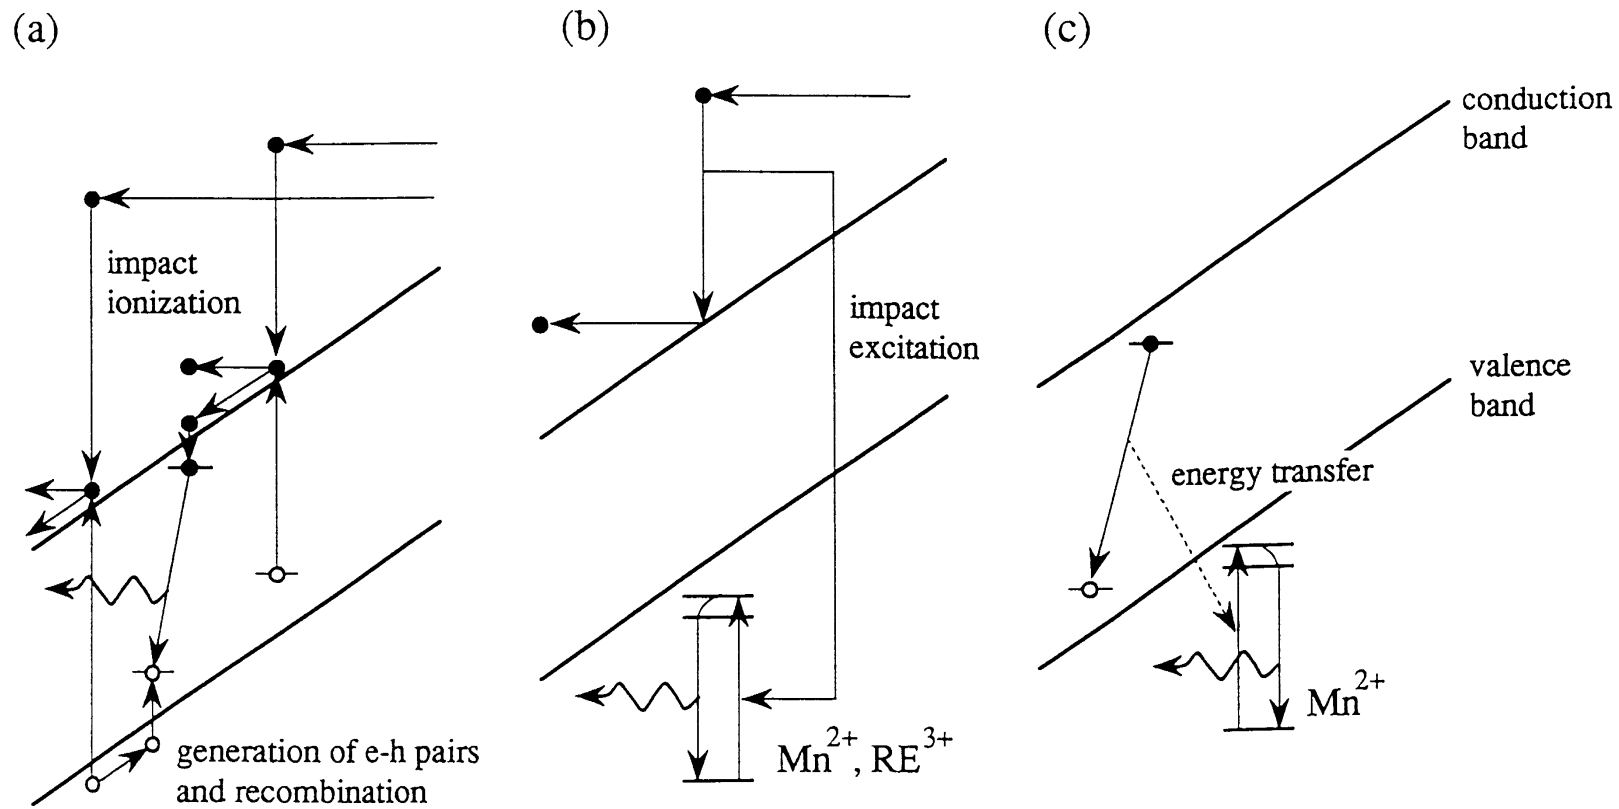 (a)
(b)
(c)
conduction
band
impact
ionization
impact
excitation
valence
band
energy transfer
generation of e-h pairs
and recombination
Mn²⁺, RE³⁺
Mn²⁺